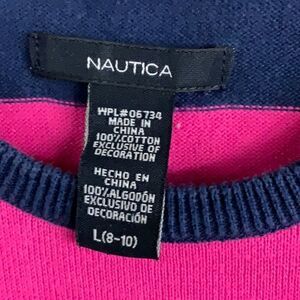 NAUTICA
WPL#06734
MADE IN
CHINA
100%COTTON
EXCLUSIVE OF
DECORATION
HECHO EN
CHINA
100%ALGODÓN
EXCLUSIVO DE
DECORACIÓN
L(8-10)